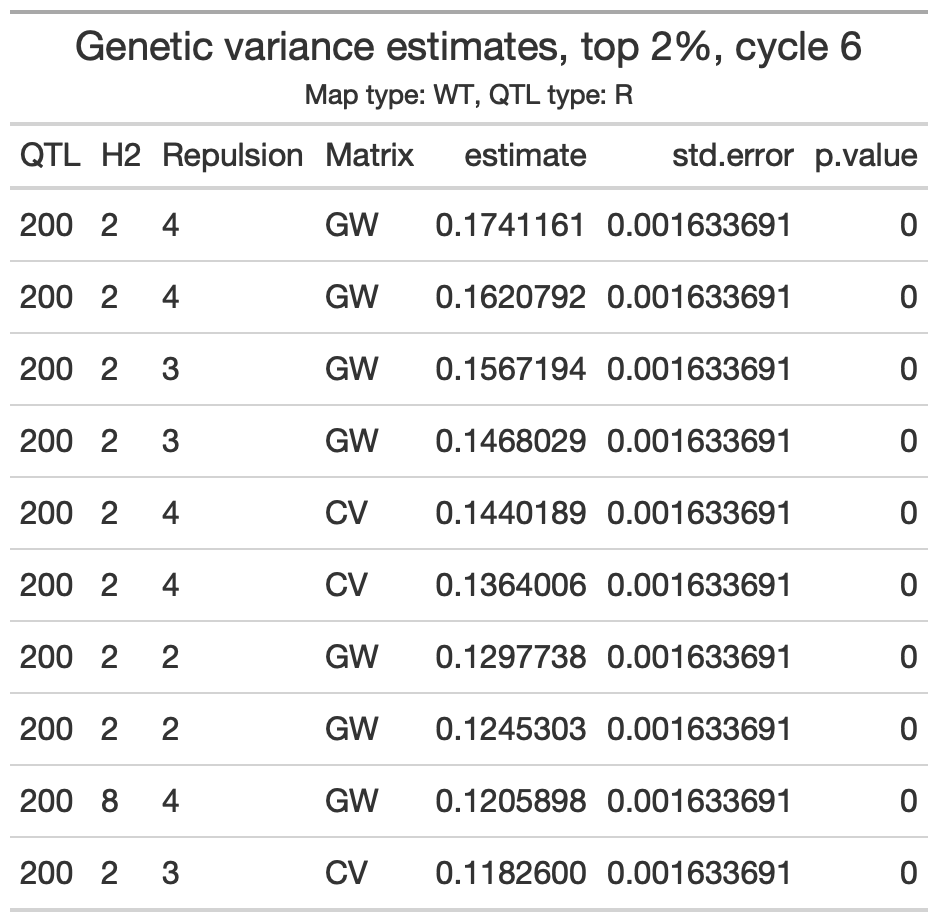 Genetic variance estimates, top 2%, cycle 6
Map type: WT, QTL type: R
QTL H2 Repulsion Matrix estimate std.error p.value
200 2 4 GW 0.1741161 0.001633691 0
200 2 4 GW 0.1620792 0.001633691 0
200 2 3 GW 0.1567194 0.001633691 0
200 2 3 GW 0.1468029 0.001633691 0
200 2 4 CV 0.1440189 0.001633691 0
200 2 4 CV 0.1364006 0.001633691 0
200 2 2 GW 0.1297738 0.001633691 0
200 2 2 GW 0.1245303 0.001633691 0
200 8 4 GW 0.1205898 0.001633691 0
200 2 3 CV 0.1182600 0.001633691 0